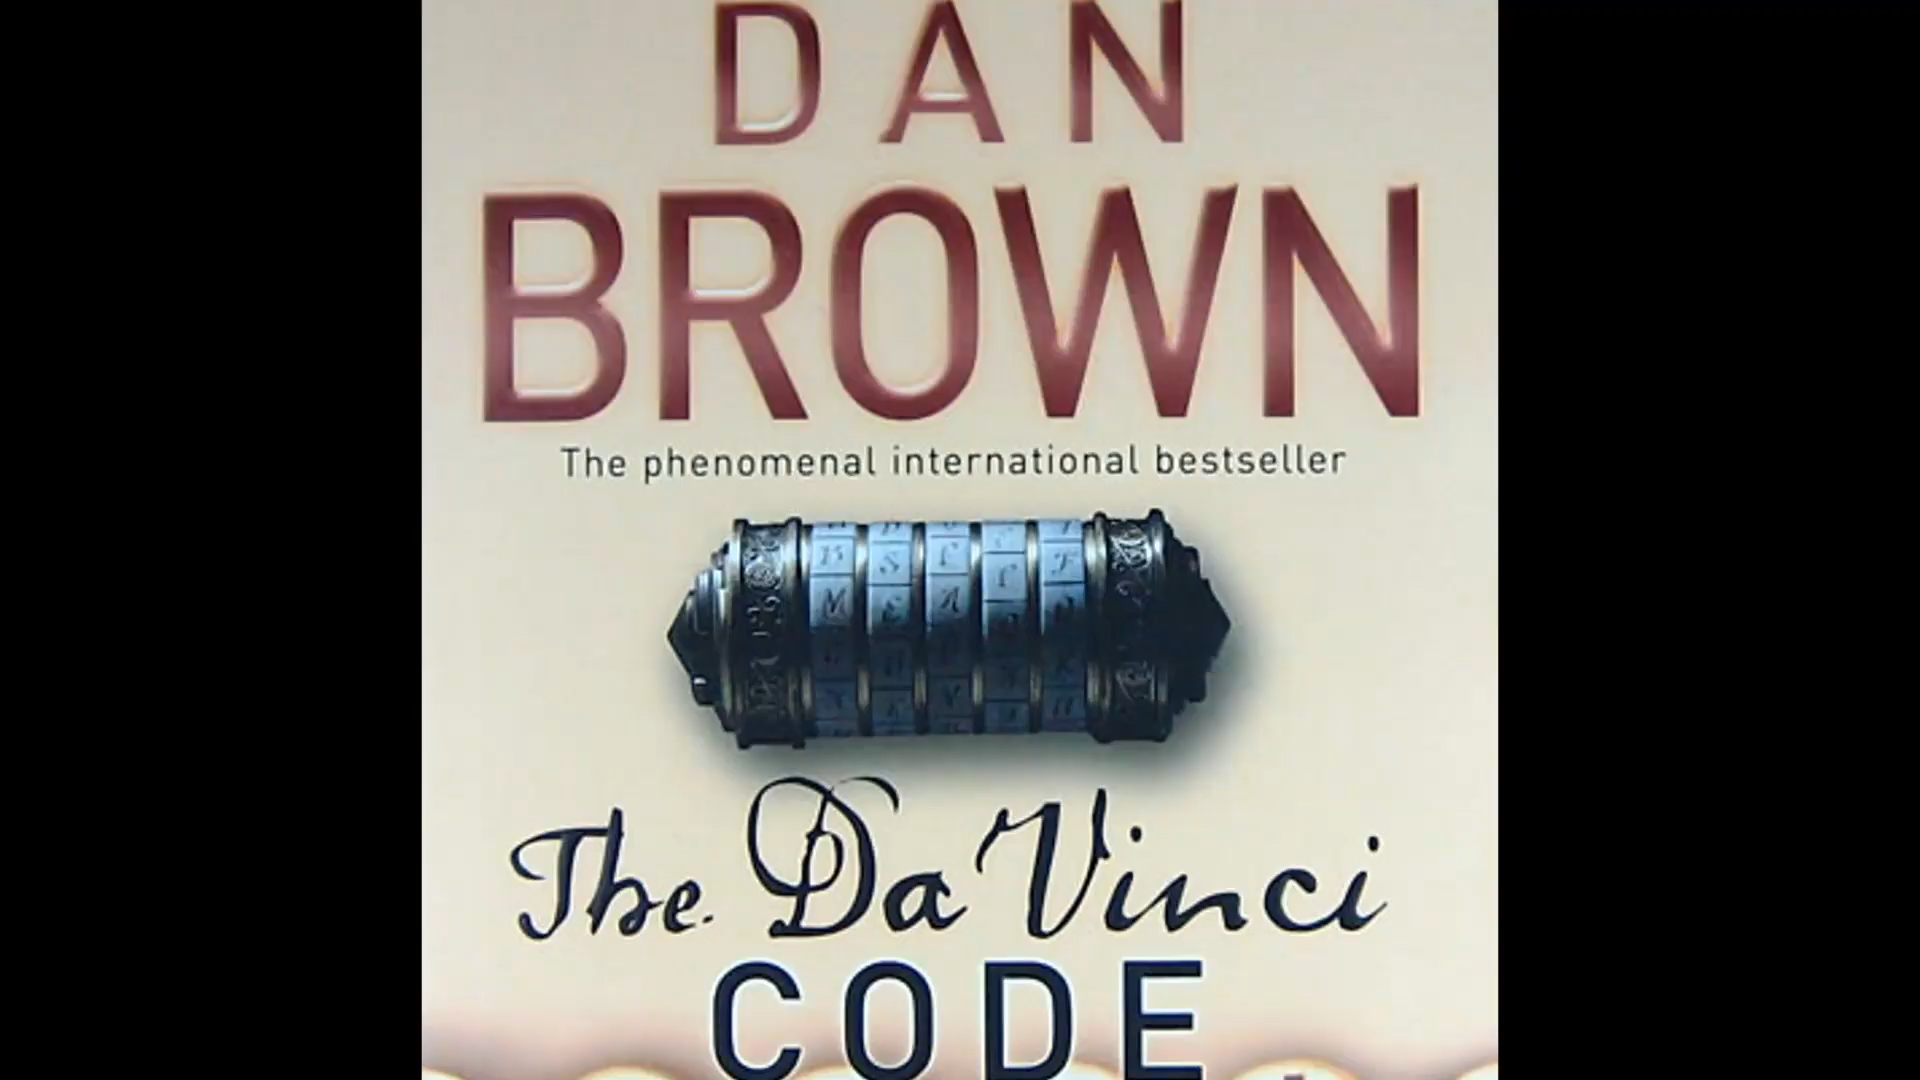 DAN
BROWN
The phenomenal international bestseller
The Da Vinci
CODE